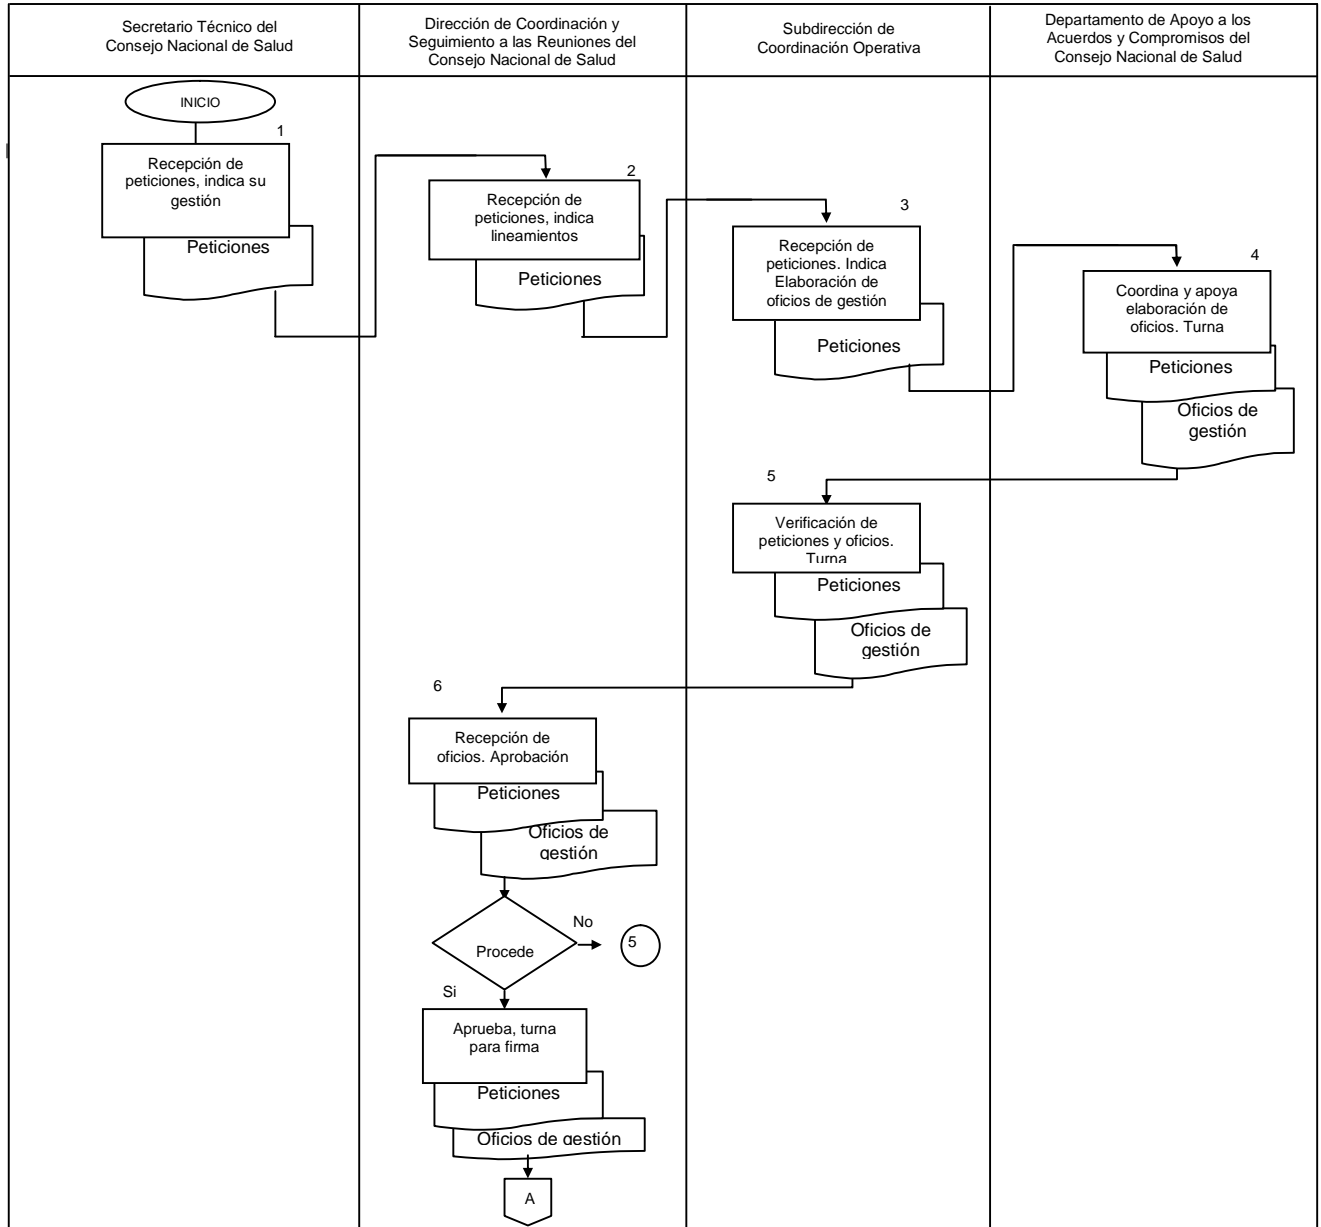 Secretario Técnico del
Consejo Nacional de Salud
Dirección de Coordinación y
Seguimiento a las Reuniones del
Consejo Nacional de Salud
Subdirección de
Coordinación Operativa
Departamento de Apoyo a los
Acuerdos y Compromisos del
Consejo Nacional de Salud
INICIO
1
Recepción de
peticiones, indica su
gestión
Peticiones
2
Recepción de
peticiones, indica
lineamientos
Peticiones
3
Recepción de
peticiones. Indica
Elaboración de
oficios de gestión
Peticiones
4
Coordina y apoya
elaboración de
oficios. Turna
Peticiones
Oficios de
gestión
5
Verificación de
peticiones y oficios.
Turna
Peticiones
Oficios de
gestión
6
Recepción de
oficios. Aprobación
Peticiones
Oficios de
gestión
Procede
No
5
Si
Aprueba, turna
para firma
Peticiones
Oficios de gestión
A